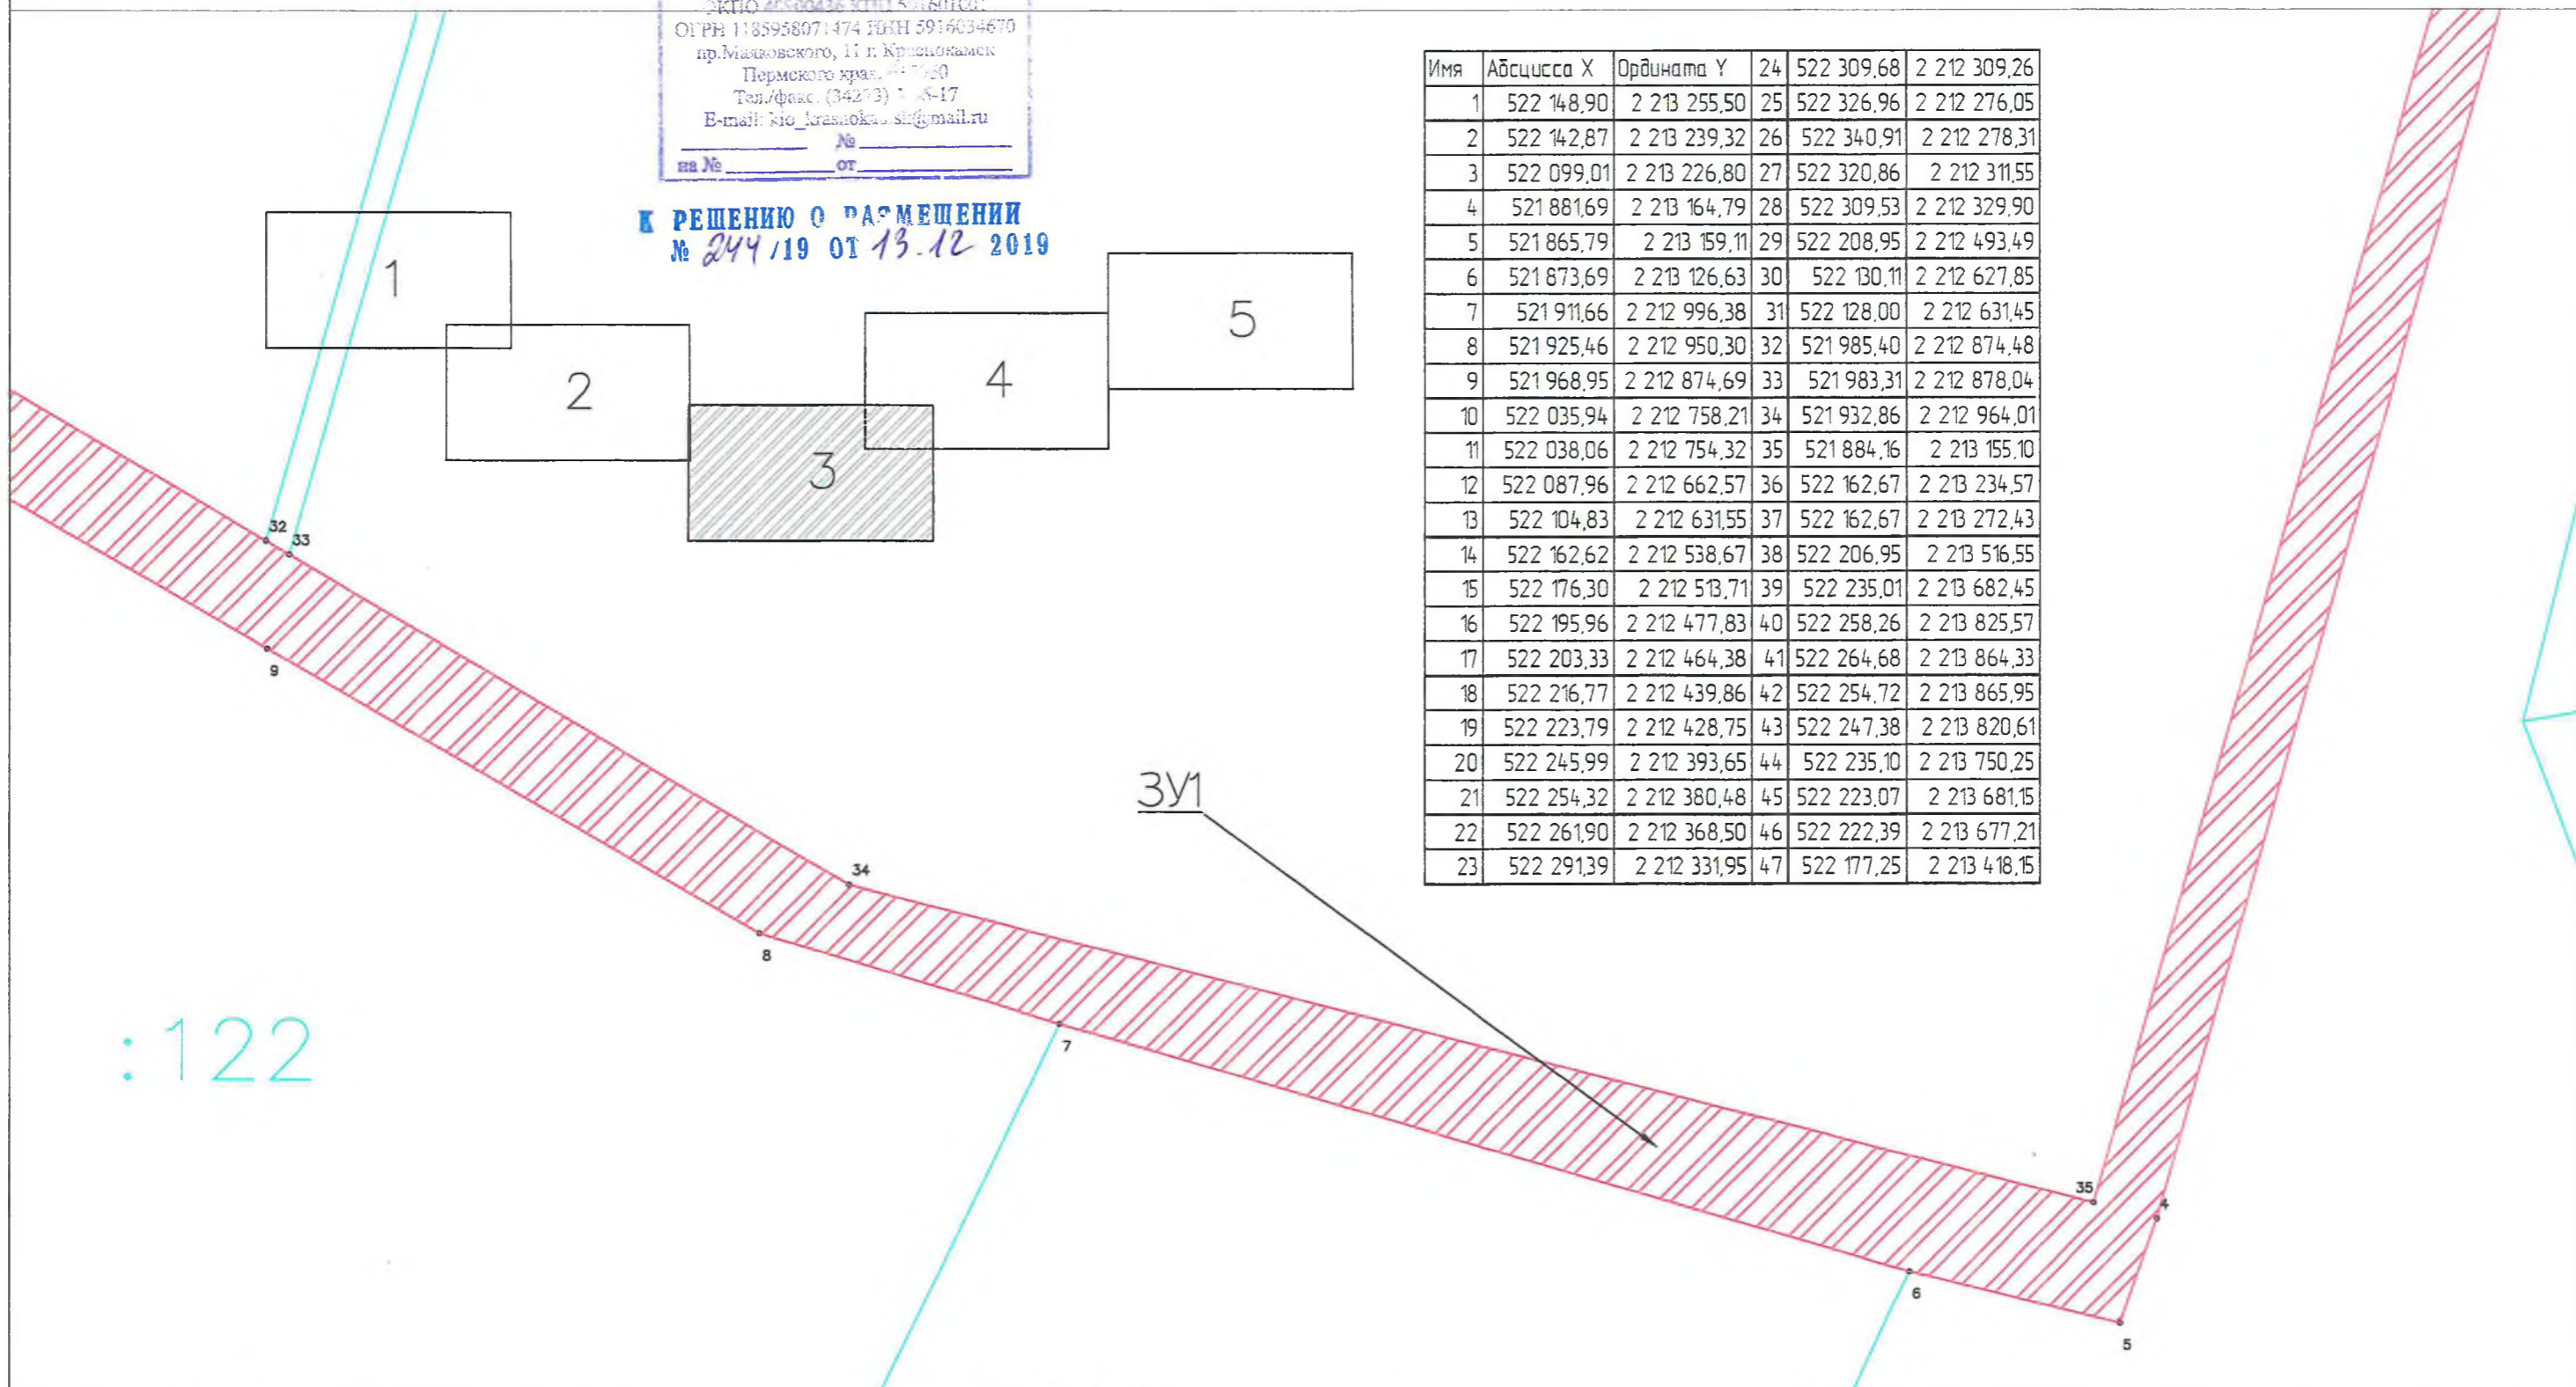 ОГРН 1185958071474 ИНН 5916034670
пр.Маяковского, 11 г. Краснокамск
Пермского края,
Тел./факс. (34273)
E-mail:
№
на № от
К РЕШЕНИЮ О РАЗМЕЩЕНИИ
№ 244 /19 ОТ 13.12 2019
Имя Абсцисса X Ордината Y 24 522 309,68 2 212 309,26
1 522 148,90 2 213 255,50 25 522 326,96 2 212 276,05
2 522 142,87 2 213 239,32 26 522 340,91 2 212 278,31
3 522 099,01 2 213 226,80 27 522 320,86 2 212 311,55
4 521 881,69 2 213 164,79 28 522 309,53 2 212 329,90
5 521 865,79 2 213 159,11 29 522 208,95 2 212 493,49
6 521 873,69 2 213 126,63 30 522 130,11 2 212 627,85
7 521 911,66 2 212 996,38 31 522 128,00 2 212 631,45
8 521 925,46 2 212 950,30 32 521 985,40 2 212 874,48
9 521 968,95 2 212 874,69 33 521 983,31 2 212 878,04
10 522 035,94 2 212 758,21 34 521 932,86 2 212 964,01
11 522 038,06 2 212 754,32 35 521 884,16 2 213 155,10
12 522 087,96 2 212 662,57 36 522 162,67 2 213 234,57
13 522 104,83 2 212 631,55 37 522 162,67 2 213 272,43
14 522 162,62 2 212 538,67 38 522 206,95 2 213 516,55
15 522 176,30 2 212 513,71 39 522 235,01 2 213 682,45
16 522 195,96 2 212 477,83 40 522 258,26 2 213 825,57
17 522 203,33 2 212 464,38 41 522 264,68 2 213 864,33
18 522 216,77 2 212 439,86 42 522 254,72 2 213 865,95
19 522 223,79 2 212 428,75 43 522 247,38 2 213 820,61
20 522 245,99 2 212 393,65 44 522 235,10 2 213 750,25
21 522 254,32 2 212 380,48 45 522 223,07 2 213 681,15
22 522 261,90 2 212 368,50 46 522 222,39 2 213 677,21
23 522 291,39 2 212 331,95 47 522 177,25 2 213 418,15
1
2
3
4
5
32
33
9
34
8
7
ЗУ1
:122
35
4
6
5